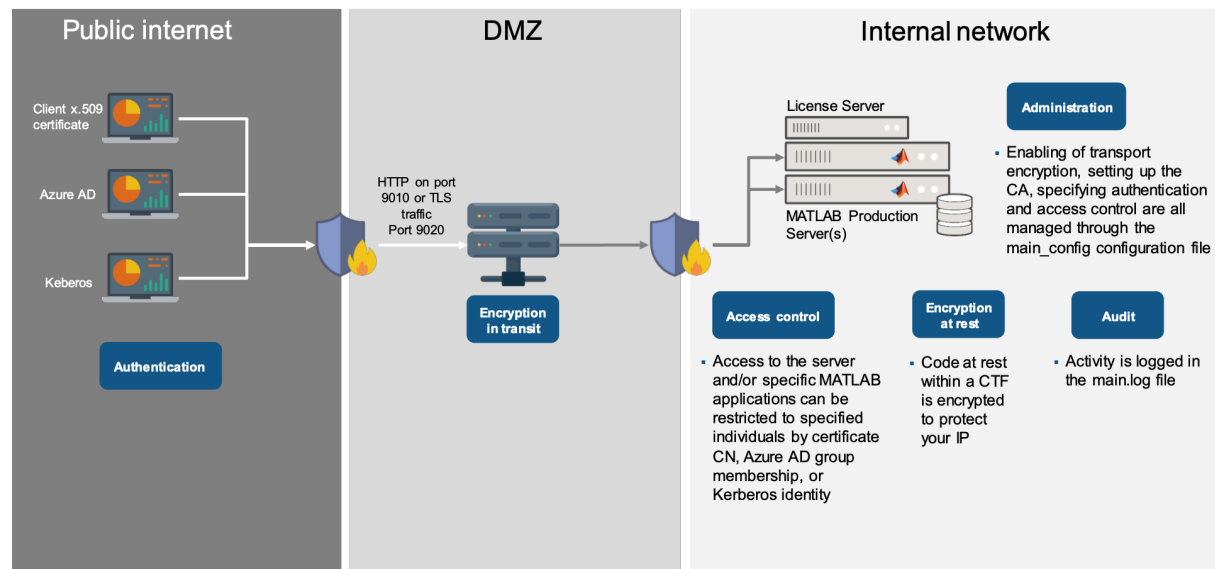 Public internet
DMZ
Internal network
Client x.509
certificate
Azure AD
Keberos
Authentication
HTTP on port
9010 or TLS
traffic
Port 9020
Encryption
in transit
License Server
MATLAB Production
Server(s)
Administration
▪ Enabling of transport
encryption, setting up the
CA, specifying authentication
and access control are all
managed through the
main_config configuration file
Access control
▪ Access to the server
and/or specific MATLAB
applications can be
restricted to specified
individuals by certificate
CN, Azure AD group
membership, or
Kerberos identity
Encryption
at rest
▪ Code at rest
within a CTF
is encrypted
to protect
your IP
Audit
▪ Activity is logged in
the main.log file